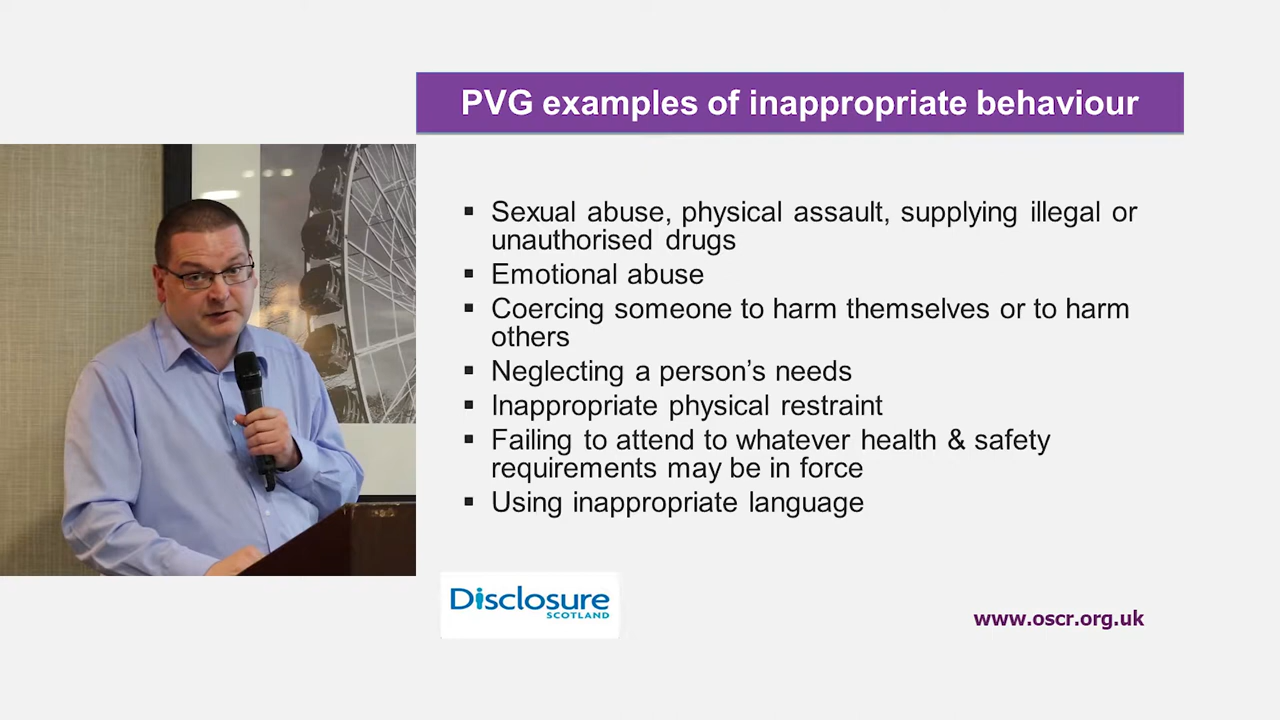 PVG examples of inappropriate behaviour
▪ Sexual abuse, physical assault, supplying illegal or
unauthorised drugs
▪ Emotional abuse
▪ Coercing someone to harm themselves or to harm
others
▪ Neglecting a person’s needs
▪ Inappropriate physical restraint
▪ Failing to attend to whatever health & safety
requirements may be in force
▪ Using inappropriate language
Disclosure
SCOTLAND
www.oscr.org.uk